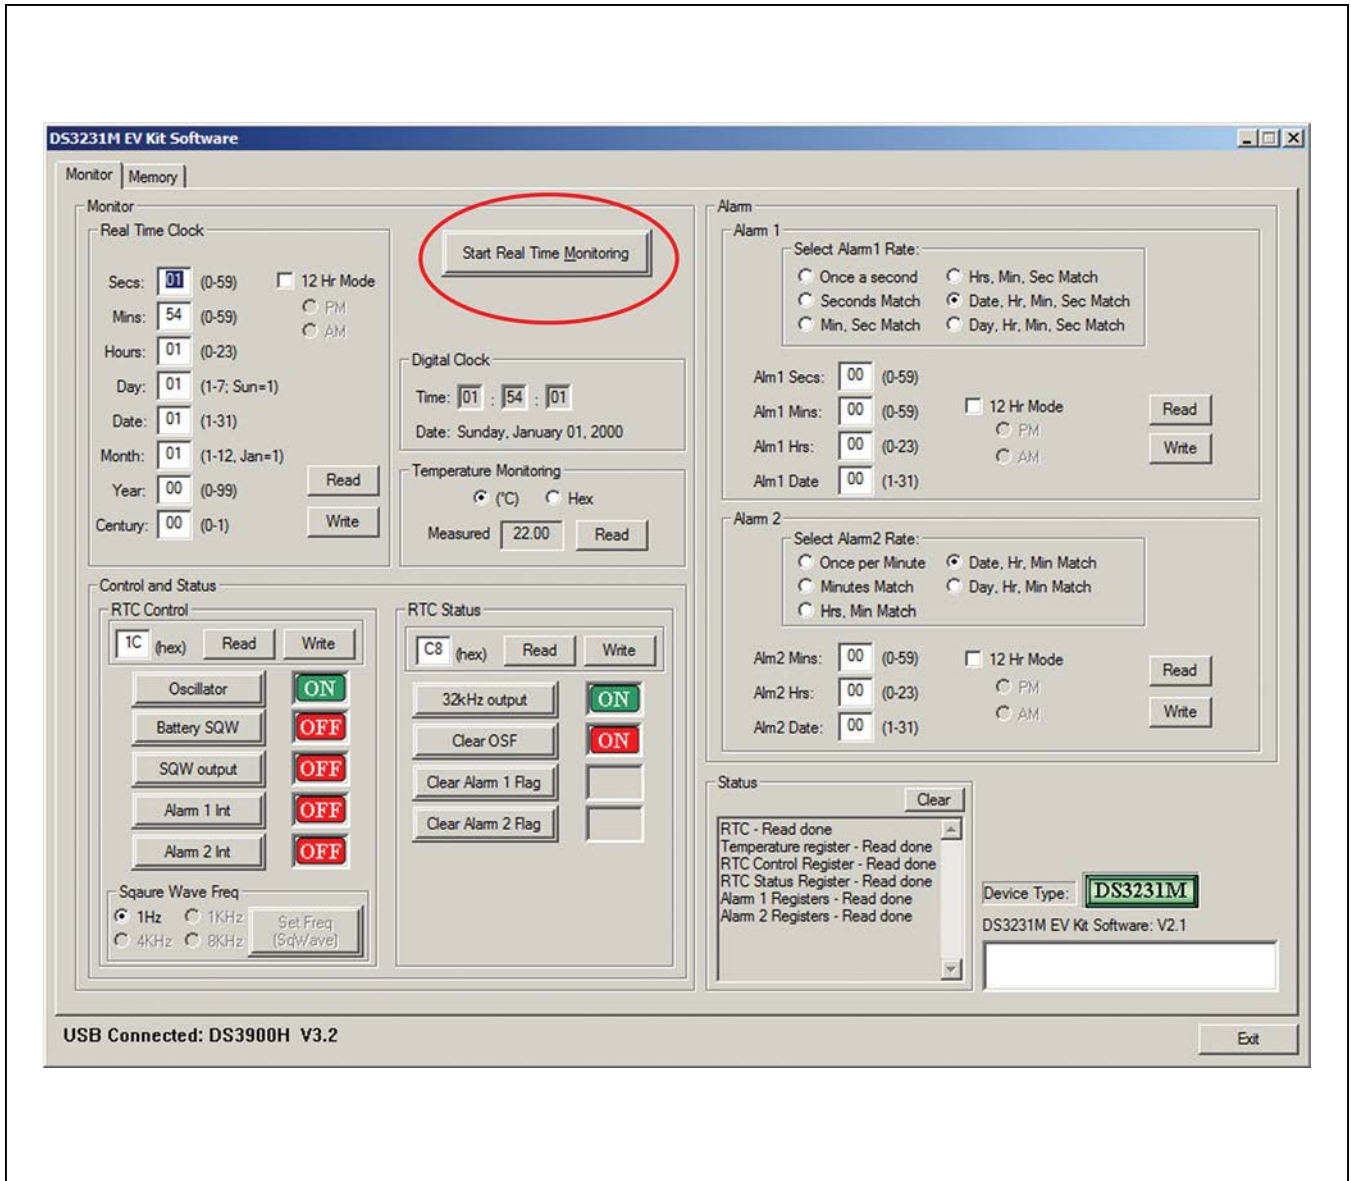 DS3231M EV Kit Software
Monitor Memory
Monitor
Real Time Clock
Secs: 01 (0-59) 12 Hr Mode
PM
Mins: 54 (0-59)
AM
Hours: 01 (0-23)
Day: 01 (1-7; Sun=1)
Date: 01 (1-31)
Month: 01 (1-12, Jan=1)
Year: 00 (0-99)
Read
Century: 00 (0-1)
Write
Start Real Time Monitoring
Digital Clock
Time: 01 : 54 : 01
Date: Sunday, January 01, 2000
Temperature Monitoring
(°C) Hex
Measured 22.00 Read
Control and Status
RTC Control
1C (hex) Read Write
Oscillator ON
Battery SQW OFF
SQW output OFF
Alarm 1 Int OFF
Alarm 2 Int OFF
Sqaure Wave Freq
1Hz 1KHz
4KHz 8KHz
Set Freq
(SqWave)
RTC Status
C8 (hex) Read Write
32kHz output ON
Clear OSF ON
Clear Alarm 1 Flag
Clear Alarm 2 Flag
Alarm
Alarm 1
Select Alarm1 Rate:
Once a second Hrs, Min, Sec Match
Seconds Match Date, Hr, Min, Sec Match
Min, Sec Match Day, Hr, Min, Sec Match
Alm1 Secs: 00 (0-59)
Alm1 Mins: 00 (0-59)
Alm1 Hrs: 00 (0-23)
Alm1 Date 00 (1-31)
12 Hr Mode
PM
AM
Read
Write
Alarm 2
Select Alarm2 Rate:
Once per Minute Date, Hr, Min Match
Minutes Match Day, Hr, Min Match
Hrs, Min Match
Alm2 Mins: 00 (0-59)
Alm2 Hrs: 00 (0-23)
Alm2 Date: 00 (1-31)
12 Hr Mode
PM
AM
Read
Write
Status
Clear
RTC - Read done
Temperature register - Read done
RTC Control Register - Read done
RTC Status Register - Read done
Alarm 1 Registers - Read done
Alarm 2 Registers - Read done
Device Type: DS3231M
DS3231M EV Kit Software: V2.1
USB Connected: DS3900H V3.2
Exit